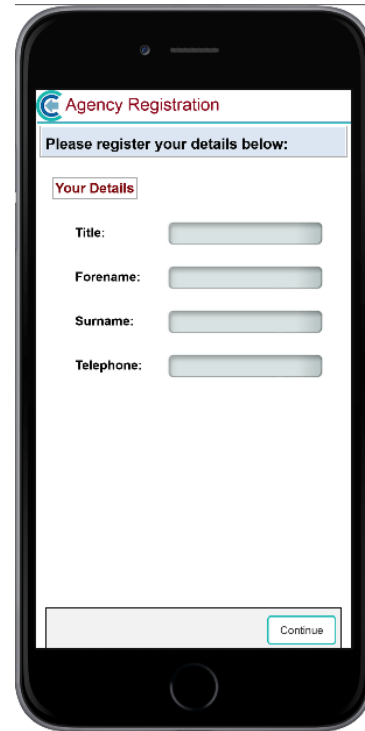 Agency Registration
Please register your details below:
Your Details
Title:
Forename:
Surname:
Telephone:
Continue